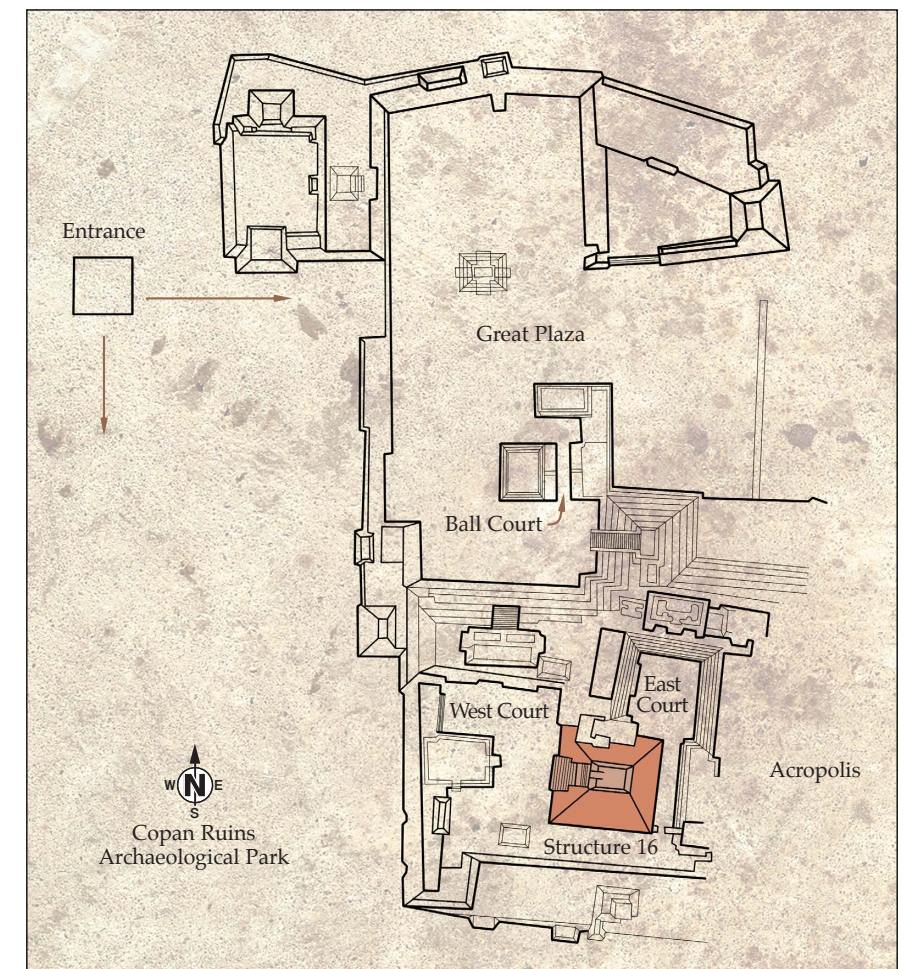 Entrance
Great Plaza
Ball Court
East
Court
West Court
Acropolis
N
W E
S
Structure 16
Copan Ruins
Archaeological Park